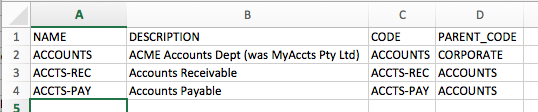 A B C D
1 NAME DESCRIPTION CODE PARENT_CODE
2 ACCOUNTS ACME Accounts Dept (was MyAccts Pty Ltd) ACCOUNTS CORPORATE
3 ACCTS-REC Accounts Receivable ACCTS-REC ACCOUNTS
4 ACCTS-PAY Accounts Payable ACCTS-PAY ACCOUNTS
5